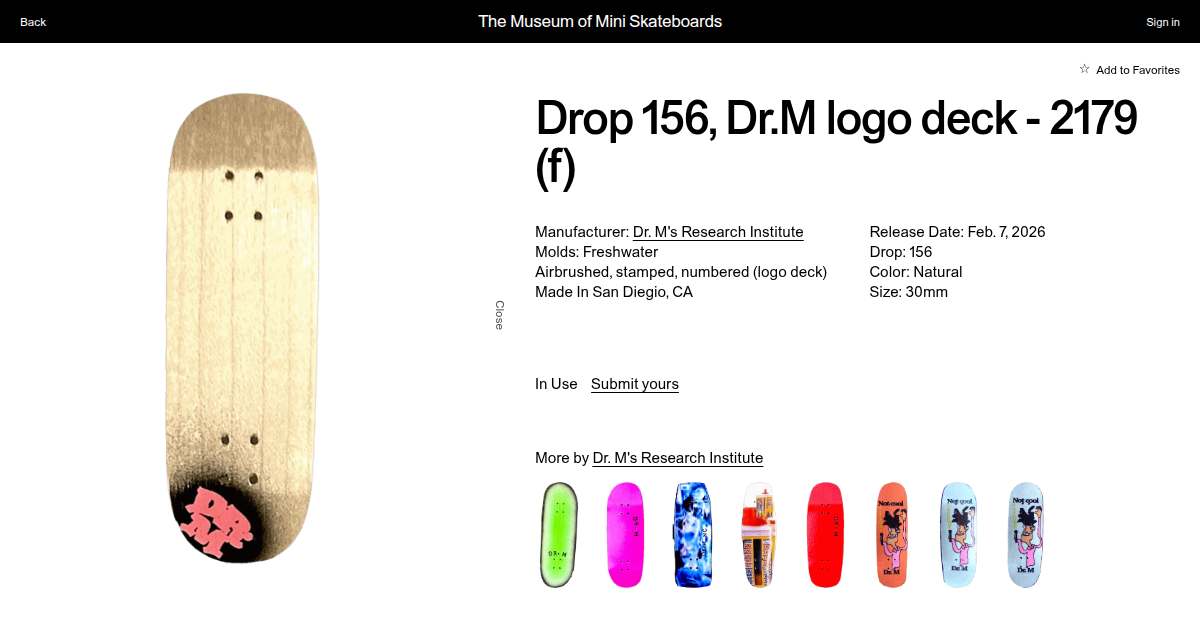 Back
The Museum of Mini Skateboards
Sign in
☆ Add to Favorites
Drop 156, Dr.M logo deck - 2179
(f)
Manufacturer: Dr. M's Research Institute
Molds: Freshwater
Airbrushed, stamped, numbered (logo deck)
Made In San Diegio, CA
Release Date: Feb. 7, 2026
Drop: 156
Color: Natural
Size: 30mm
Close
DR.
M
In Use Submit yours
More by Dr. M's Research Institute
DR. M
DR. M
Not cool
Dr. M
Not cool
Dr. M
Not cool
Dr. M